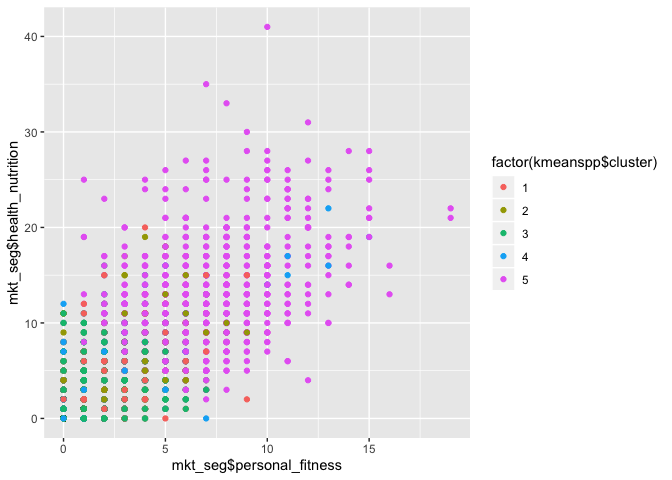 40
30
20
10
0
mkt_seg$health_nutrition
0 5 10 15
mkt_seg$personal_fitness
factor(kmeanspp$cluster)
1
2
3
4
5